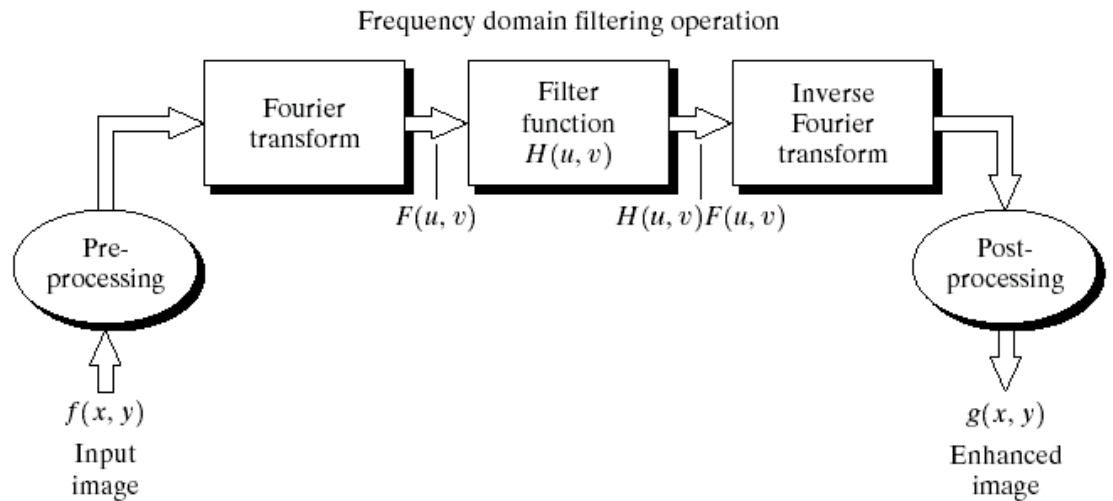 Frequency domain filtering operation
Fourier
transform
Filter
function
H(u, v)
Inverse
Fourier
transform
F(u, v)
H(u, v)F(u, v)
Pre-
processing
Post-
processing
f(x, y)
Input
image
g(x, y)
Enhanced
image